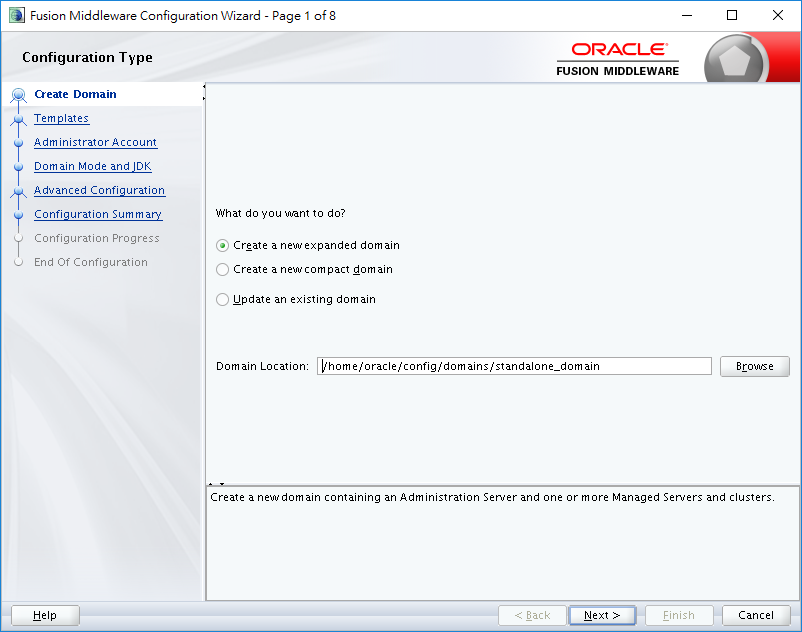 Fusion Middleware Configuration Wizard - Page 1 of 8
Configuration Type
ORACLE
FUSION MIDDLEWARE
Create Domain
Templates
Administrator Account
Domain Mode and JDK
Advanced Configuration
Configuration Summary
Configuration Progress
End Of Configuration
What do you want to do?
Create a new expanded domain
Create a new compact domain
Update an existing domain
Domain Location: /home/oracle/config/domains/standalone_domain Browse
Create a new domain containing an Administration Server and one or more Managed Servers and clusters.
Help < Back Next > Finish Cancel